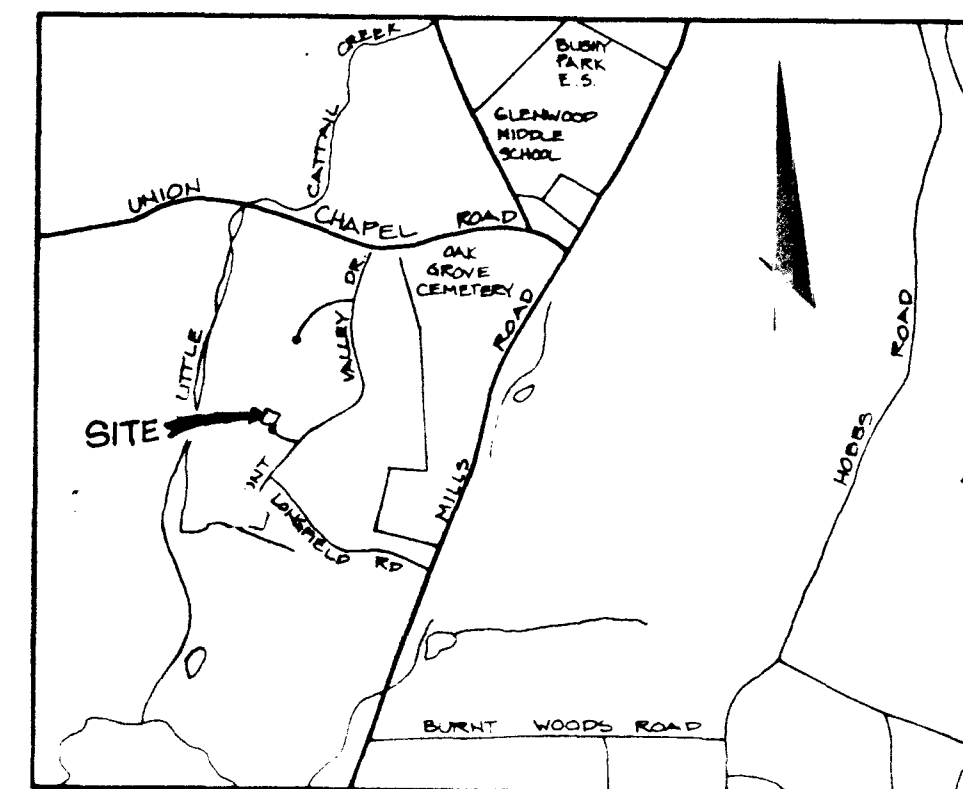 CREEK
CATTAIL
BUSHY
PARK
E.S.
GLENWOOD
MIDDLE
SCHOOL
UNION CHAPEL ROAD
OAK
GROVE
CEMETERY
VALLEY DR.
LITTLE
SITE
MILLS ROAD
HOBBS ROAD
LONGFIELD RD
BURNT WOODS ROAD